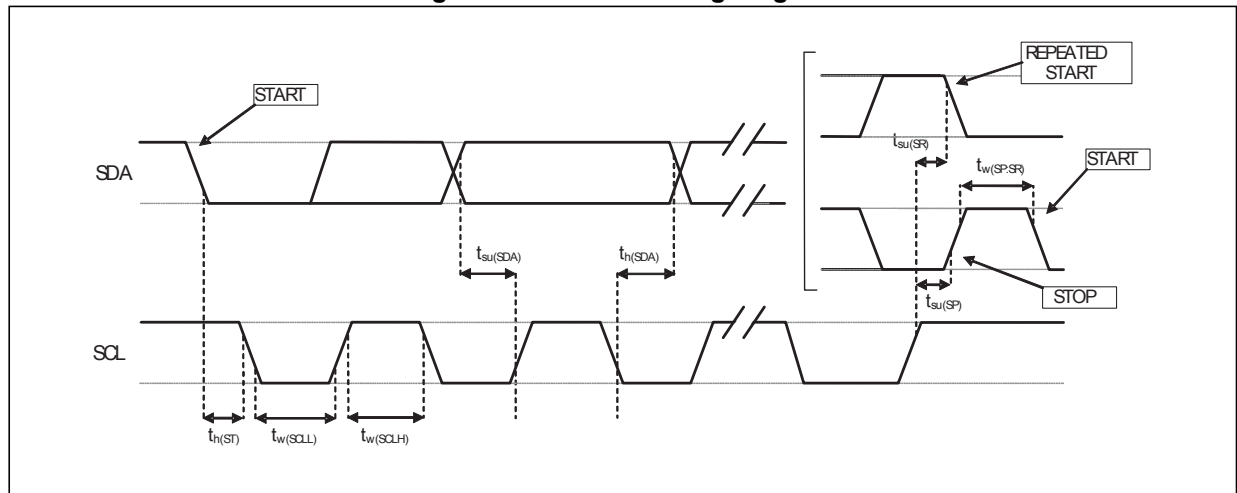 REPEATED
START
START
SDA
tsu(SR)
tw(SP:SR)
START
tsu(SDA)
th(SDA)
tsu(SP)
STOP
SCL
th(ST)
tw(SCLL)
tw(SCLH)